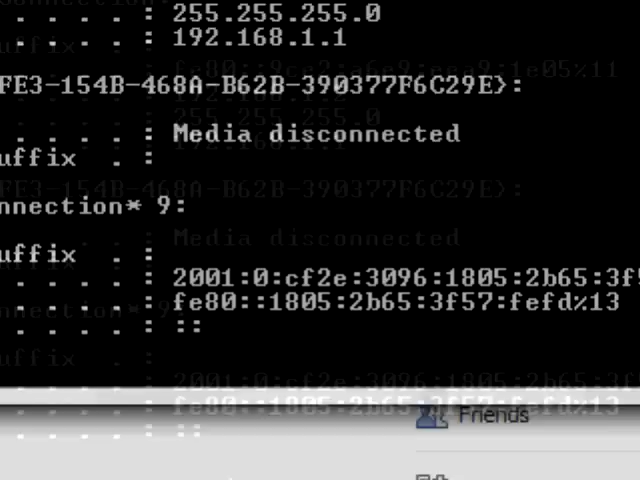 . . . . : 255.255.255.0
. . . . : 192.168.1.1
FE3-154B-468A-B62B-390377F6C29E}:
. . . . : Media disconnected
uffix . :
nnection* 9:
uffix . :
. . . . : 2001:0:cf2e:3096:1805:2b65:3f5
. . . . : fe80::1805:2b65:3f57:fefd%13
. . . . : ::
Friends